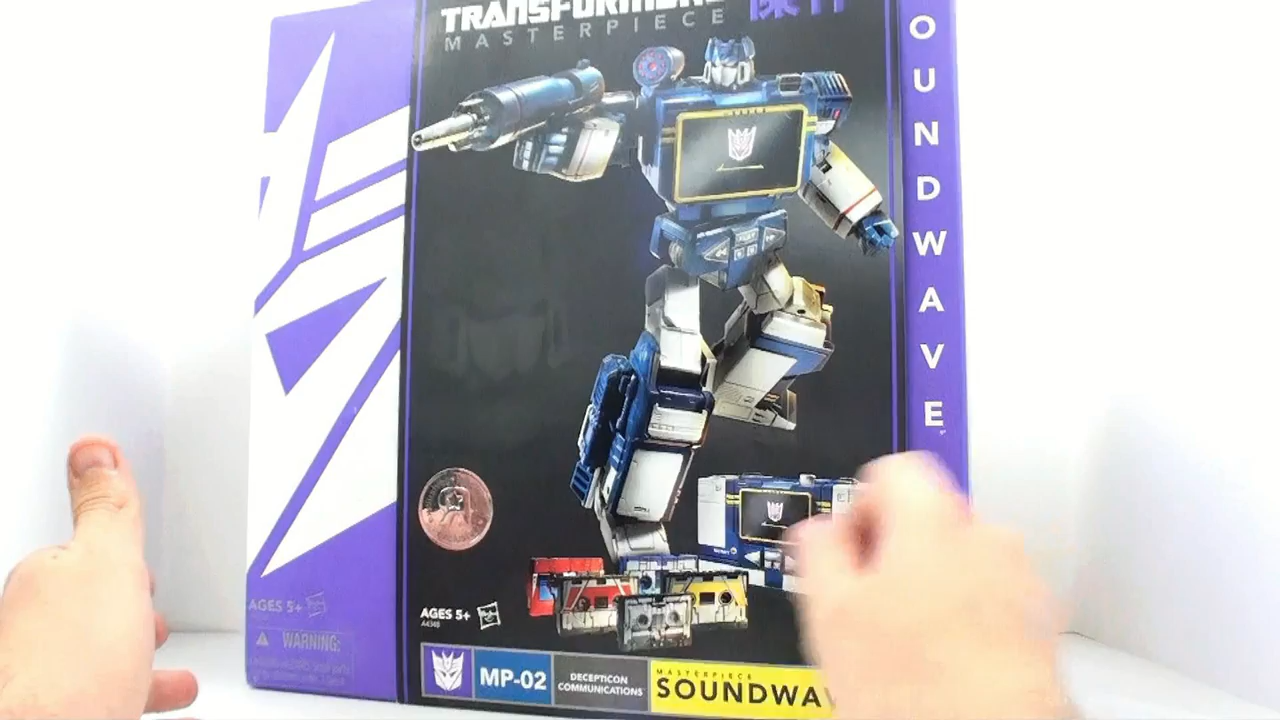 TRANSFORMERS
MASTERPIECE
SOUNDWAVE
AGES 5+
WARNING:
AGES 5+
MP-02
DECEPTICON
COMMUNICATIONS
MASTERPIECE
SOUNDWAV